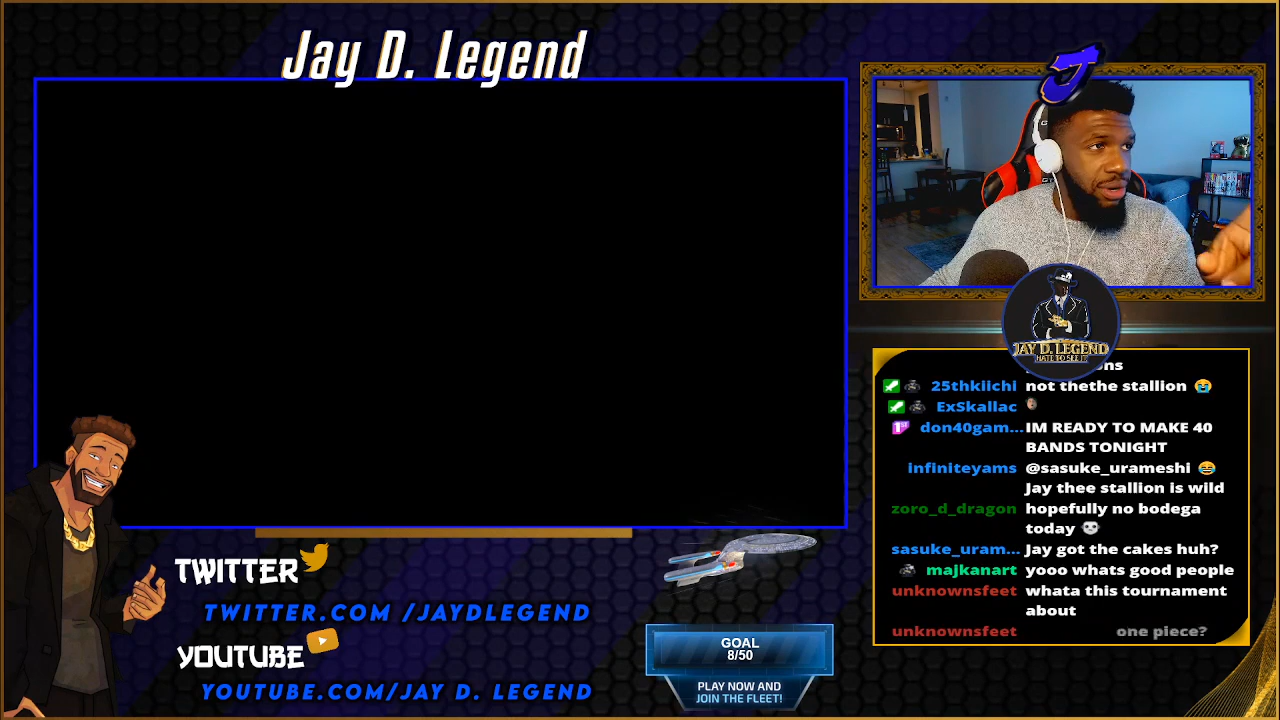 Jay D. Legend
J
JAY D. LEGEND
HATE TO SEE IT
25thkiichi not thethe stallion 😭
ExSkallac
1ST don40gam... IM READY TO MAKE 40
BANDS TONIGHT
infiniteyams @sasuke_urameshi 😂
Jay thee stallion is wild
zoro_d_dragon hopefully no bodega
today 💀
sasuke_uram... Jay got the cakes huh?
majkanart yooo whats good people
unknownsfeet whata this tournament
about
unknownsfeet one piece?
TWITTER
TWITTER.COM /JAYDLEGEND
YOUTUBE
YOUTUBE.COM/JAY D. LEGEND
GOAL
8/50
PLAY NOW AND
JOIN THE FLEET!